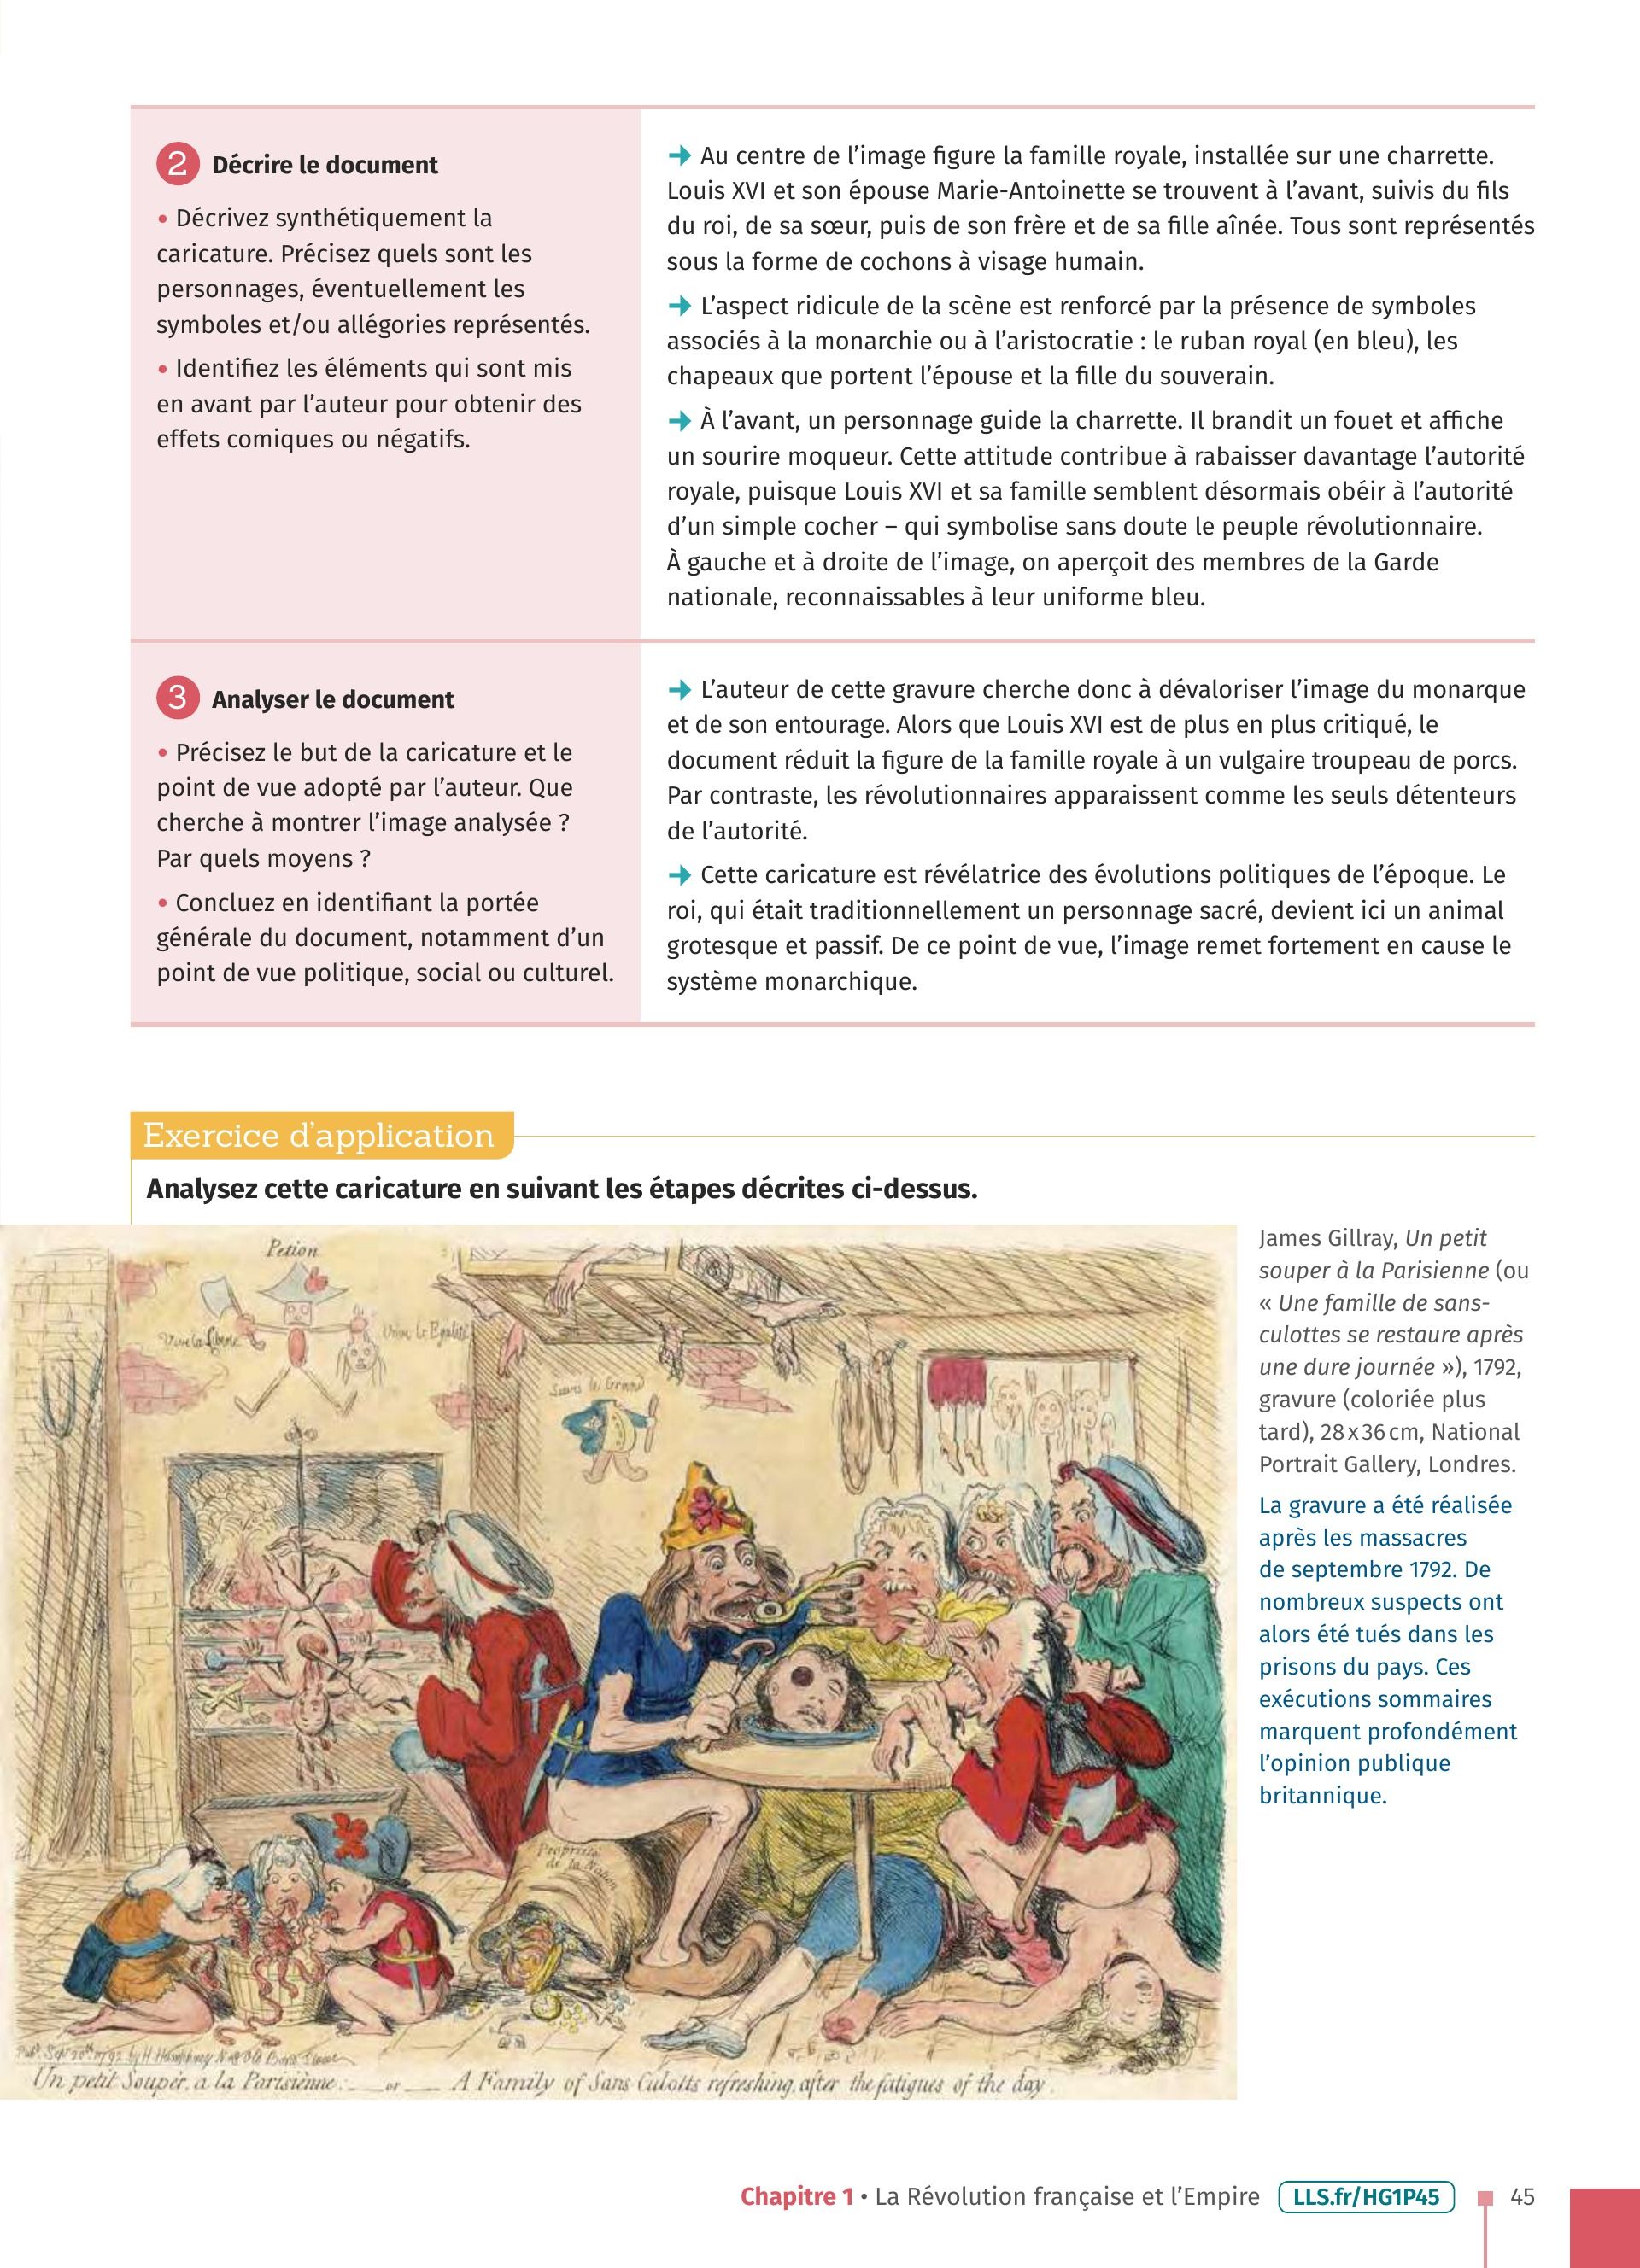 2 Décrire le document
• Décrivez synthétiquement la
caricature. Précisez quels sont les
personnages, éventuellement les
symboles et/ou allégories représentés.
• Identifiez les éléments qui sont mis
en avant par l’auteur pour obtenir des
effets comiques ou négatifs.
➔ Au centre de l’image figure la famille royale, installée sur une charrette.
Louis XVI et son épouse Marie-Antoinette se trouvent à l’avant, suivis du fils
du roi, de sa sœur, puis de son frère et de sa fille aînée. Tous sont représentés
sous la forme de cochons à visage humain.
➔ L’aspect ridicule de la scène est renforcé par la présence de symboles
associés à la monarchie ou à l’aristocratie : le ruban royal (en bleu), les
chapeaux que portent l’épouse et la fille du souverain.
➔ À l’avant, un personnage guide la charrette. Il brandit un fouet et affiche
un sourire moqueur. Cette attitude contribue à rabaisser davantage l’autorité
royale, puisque Louis XVI et sa famille semblent désormais obéir à l’autorité
d’un simple cocher – qui symbolise sans doute le peuple révolutionnaire.
À gauche et à droite de l’image, on aperçoit des membres de la Garde
nationale, reconnaissables à leur uniforme bleu.
3 Analyser le document
• Précisez le but de la caricature et le
point de vue adopté par l’auteur. Que
cherche à montrer l’image analysée ?
Par quels moyens ?
• Concluez en identifiant la portée
générale du document, notamment d’un
point de vue politique, social ou culturel.
➔ L’auteur de cette gravure cherche donc à dévaloriser l’image du monarque
et de son entourage. Alors que Louis XVI est de plus en plus critiqué, le
document réduit la figure de la famille royale à un vulgaire troupeau de porcs.
Par contraste, les révolutionnaires apparaissent comme les seuls détenteurs
de l’autorité.
➔ Cette caricature est révélatrice des évolutions politiques de l’époque. Le
roi, qui était traditionnellement un personnage sacré, devient ici un animal
grotesque et passif. De ce point de vue, l’image remet fortement en cause le
système monarchique.
Exercice d’application
Analysez cette caricature en suivant les étapes décrites ci-dessus.
Petion
Vive la Liberte
Vive le Egalité
le Grand
Propriete
de la Nation
Un petit Souper, a la Parisiènne;__or__ A Family of Sans Culotts refreshing, after the fatigues of the day.
James Gillray, Un petit
souper à la Parisienne (ou
« Une famille de sans-
culottes se restaure après
une dure journée »), 1792,
gravure (coloriée plus
tard), 28 x 36 cm, National
Portrait Gallery, Londres.
La gravure a été réalisée
après les massacres
de septembre 1792. De
nombreux suspects ont
alors été tués dans les
prisons du pays. Ces
exécutions sommaires
marquent profondément
l’opinion publique
britannique.
Chapitre 1 • La Révolution française et l’Empire LLS.fr/HG1P45 45